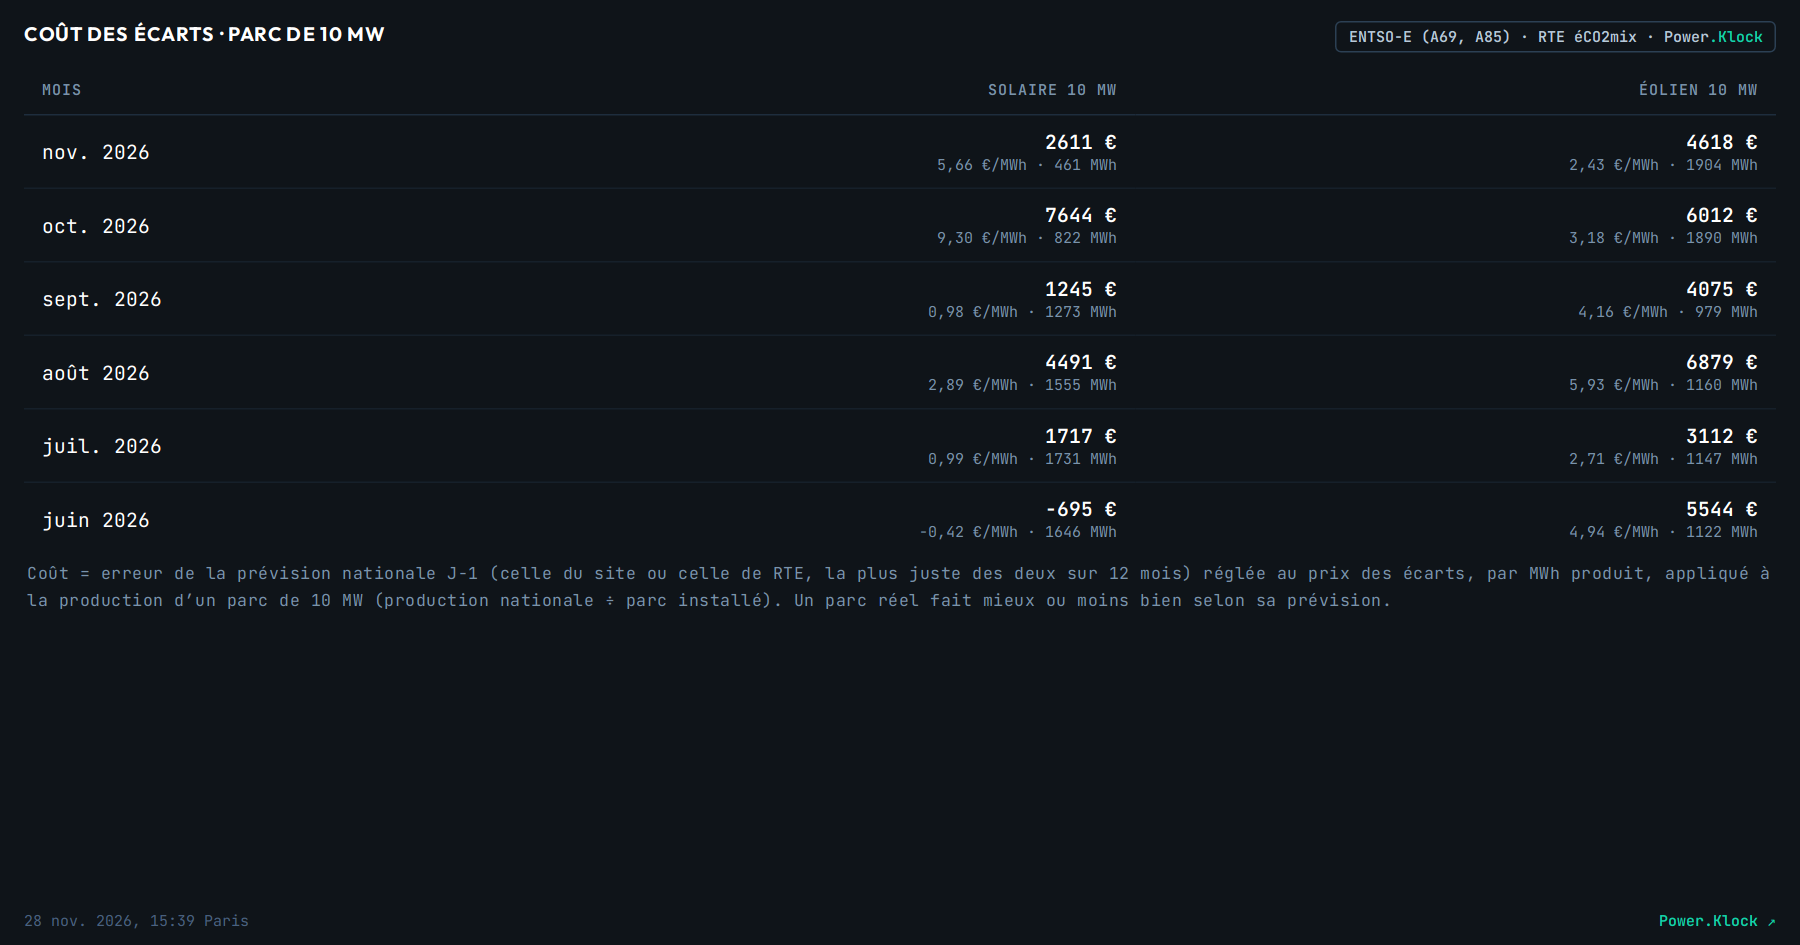 COÛT DES ÉCARTS · PARC DE 10 MW
ENTSO-E (A69, A85) · RTE éCO2mix · Power.Klock
MOIS SOLAIRE 10 MW ÉOLIEN 10 MW
nov. 2026 2611 € 4618 €
5,66 €/MWh · 461 MWh 2,43 €/MWh · 1904 MWh
oct. 2026 7644 € 6012 €
9,30 €/MWh · 822 MWh 3,18 €/MWh · 1890 MWh
sept. 2026 1245 € 4075 €
0,98 €/MWh · 1273 MWh 4,16 €/MWh · 979 MWh
août 2026 4491 € 6879 €
2,89 €/MWh · 1555 MWh 5,93 €/MWh · 1160 MWh
juil. 2026 1717 € 3112 €
0,99 €/MWh · 1731 MWh 2,71 €/MWh · 1147 MWh
juin 2026 -695 € 5544 €
-0,42 €/MWh · 1646 MWh 4,94 €/MWh · 1122 MWh
Coût = erreur de la prévision nationale J-1 (celle du site ou celle de RTE, la plus juste des deux sur 12 mois) réglée au prix des écarts, par MWh produit, appliqué à
la production d’un parc de 10 MW (production nationale ÷ parc installé). Un parc réel fait mieux ou moins bien selon sa prévision.
28 nov. 2026, 15:39 Paris
Power.Klock ↗